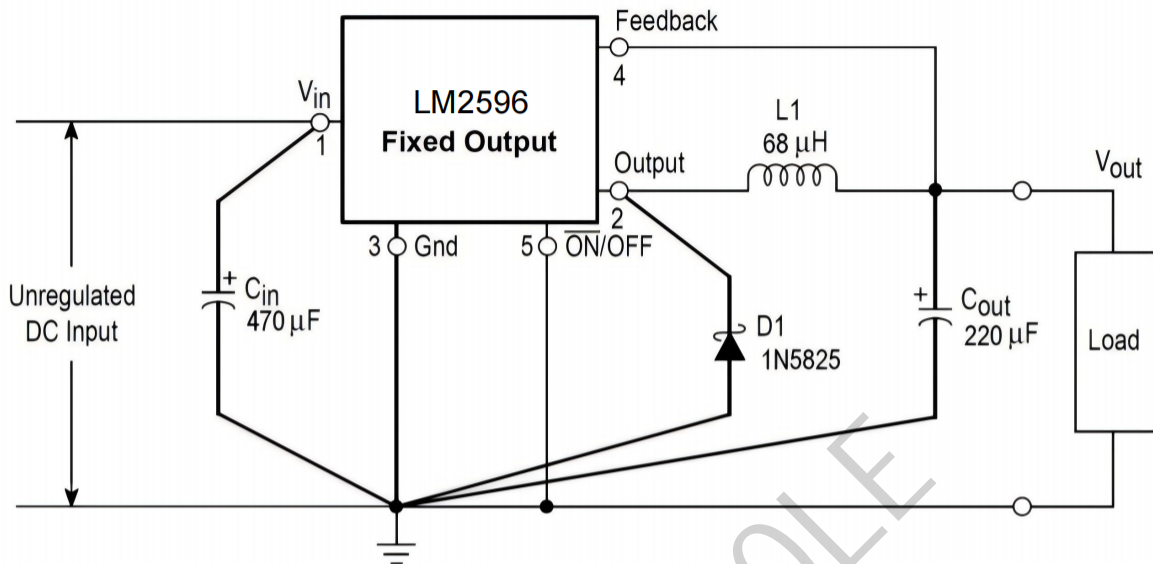 Feedback
4
LM2596
Fixed Output
Vin
1
L1
68 µH
Output
2
Vout
3 Gnd
5 ON/OFF
+
Cin
470 µF
Unregulated
DC Input
D1
1N5825
+
Cout
220 µF
Load